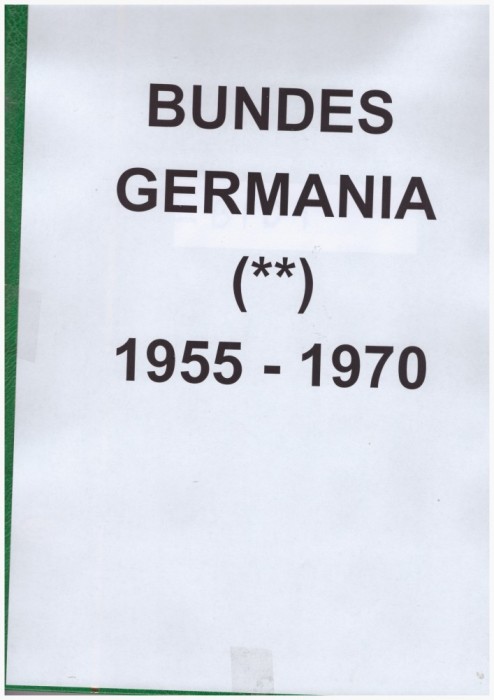 BUNDES
GERMANIA
(**)
1955 - 1970